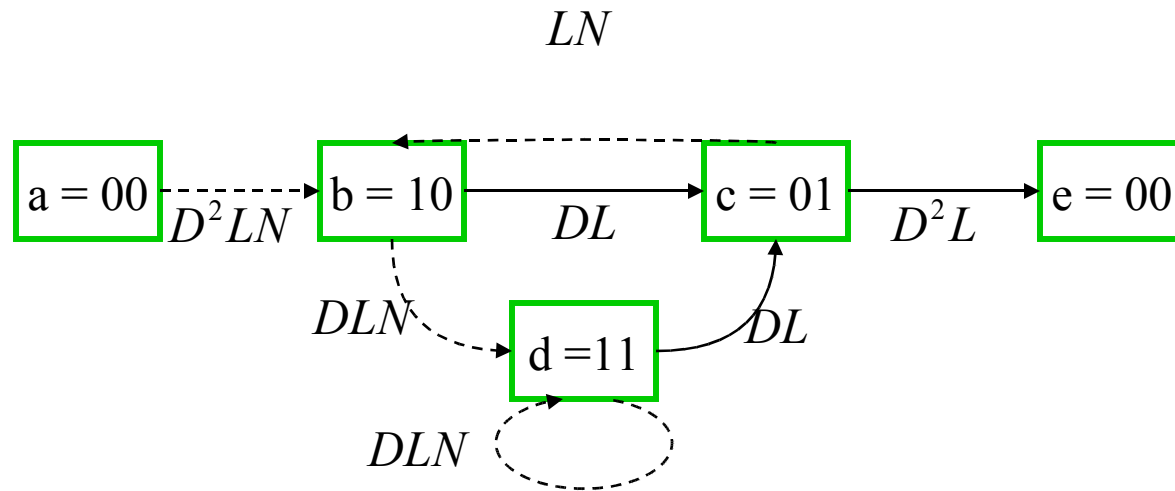 LN
a = 00
b = 10
c = 01
e = 00
D²LN
DL
D²L
DLN
d =11
DL
DLN